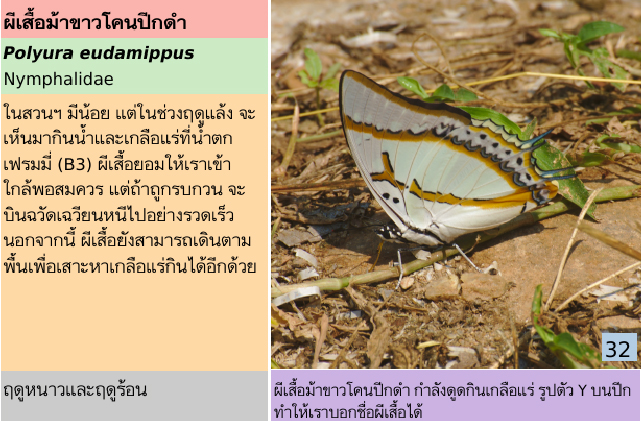 ผีเสื้อม้าขาวโคนปีกดำ
Polyura eudamippus
Nymphalidae
ในสวนฯ มีน้อย แต่ในช่วงฤดูแล้ง จะ
เห็นมากินน้ำและเกลือแร่ที่น้ำตก
เฟรมมี่ (B3) ผีเสื้อยอมให้เราเข้า
ใกล้พอสมควร แต่ถ้าถูกรบกวน จะ
บินฉวัดเฉวียนหนีไปอย่างรวดเร็ว
นอกจากนี้ ผีเสื้อยังสามารถเดินตาม
พื้นเพื่อเสาะหาเกลือแร่กินได้อีกด้วย
ฤดูหนาวและฤดูร้อน
32
ผีเสื้อม้าขาวโคนปีกดำ กำลังดูดกินเกลือแร่ รูปตัว Y บนปีก
ทำให้เราบอกชื่อผีเสื้อได้